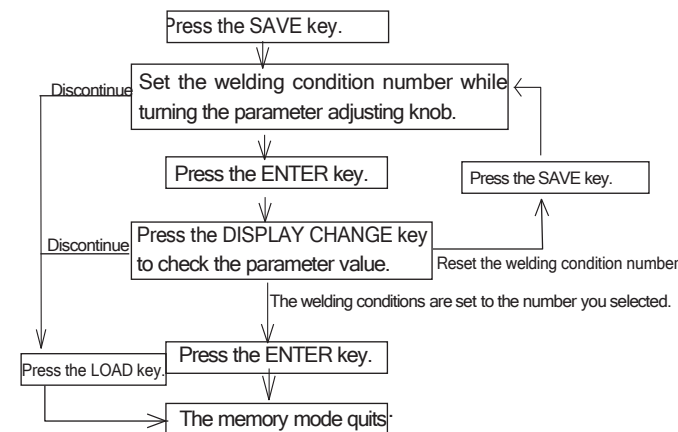 Press the SAVE key.
Discontinue
Set the welding condition number while
turning the parameter adjusting knob.
Press the ENTER key.
Press the SAVE key.
Discontinue
Press the DISPLAY CHANGE key
to check the parameter value.
Reset the welding condition number
The welding conditions are set to the number you selected.
Press the LOAD key.
Press the ENTER key.
The memory mode quits.